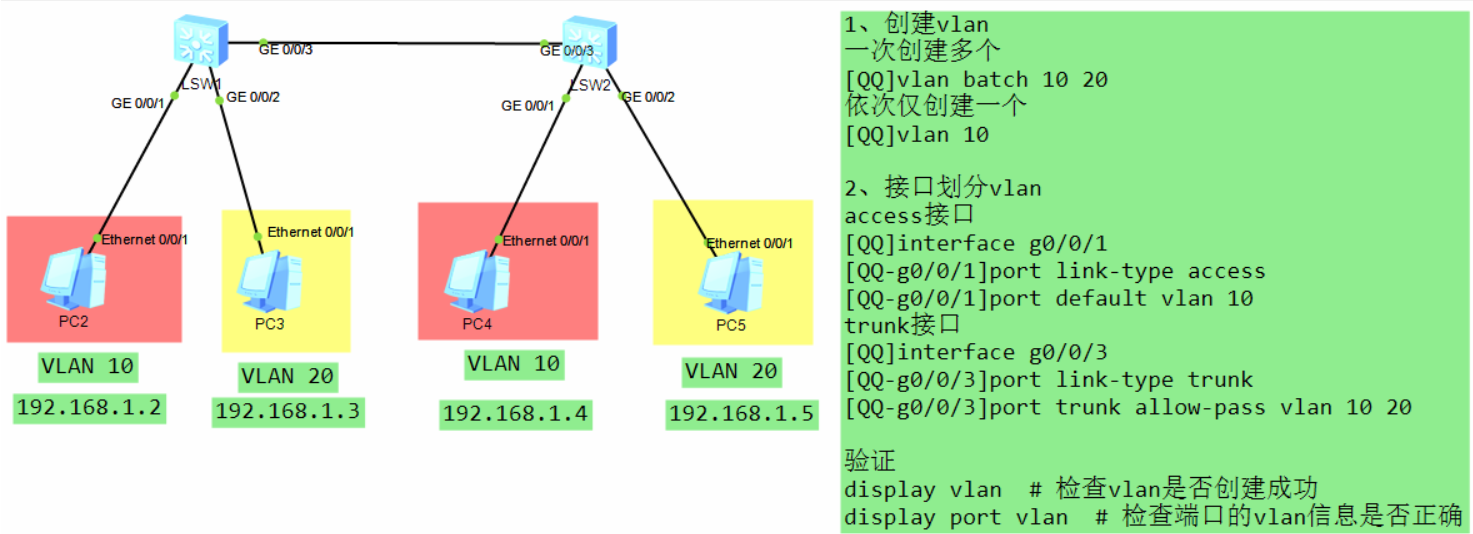 GE 0/0/3
GE 0/0/3
LSW1
LSW2
GE 0/0/1
GE 0/0/2
GE 0/0/1
GE 0/0/2
Ethernet 0/0/1
Ethernet 0/0/1
Ethernet 0/0/1
Ethernet 0/0/1
PC2
PC3
PC4
PC5
VLAN 10
VLAN 20
VLAN 10
VLAN 20
192.168.1.2
192.168.1.3
192.168.1.4
192.168.1.5
1、创建vlan
一次创建多个
[QQ]vlan batch 10 20
依次仅创建一个
[QQ]vlan 10
2、接口划分vlan
access接口
[QQ]interface g0/0/1
[QQ-g0/0/1]port link-type access
[QQ-g0/0/1]port default vlan 10
trunk接口
[QQ]interface g0/0/3
[QQ-g0/0/3]port link-type trunk
[QQ-g0/0/3]port trunk allow-pass vlan 10 20
验证
display vlan  # 检查vlan是否创建成功
display port vlan  # 检查端口的vlan信息是否正确